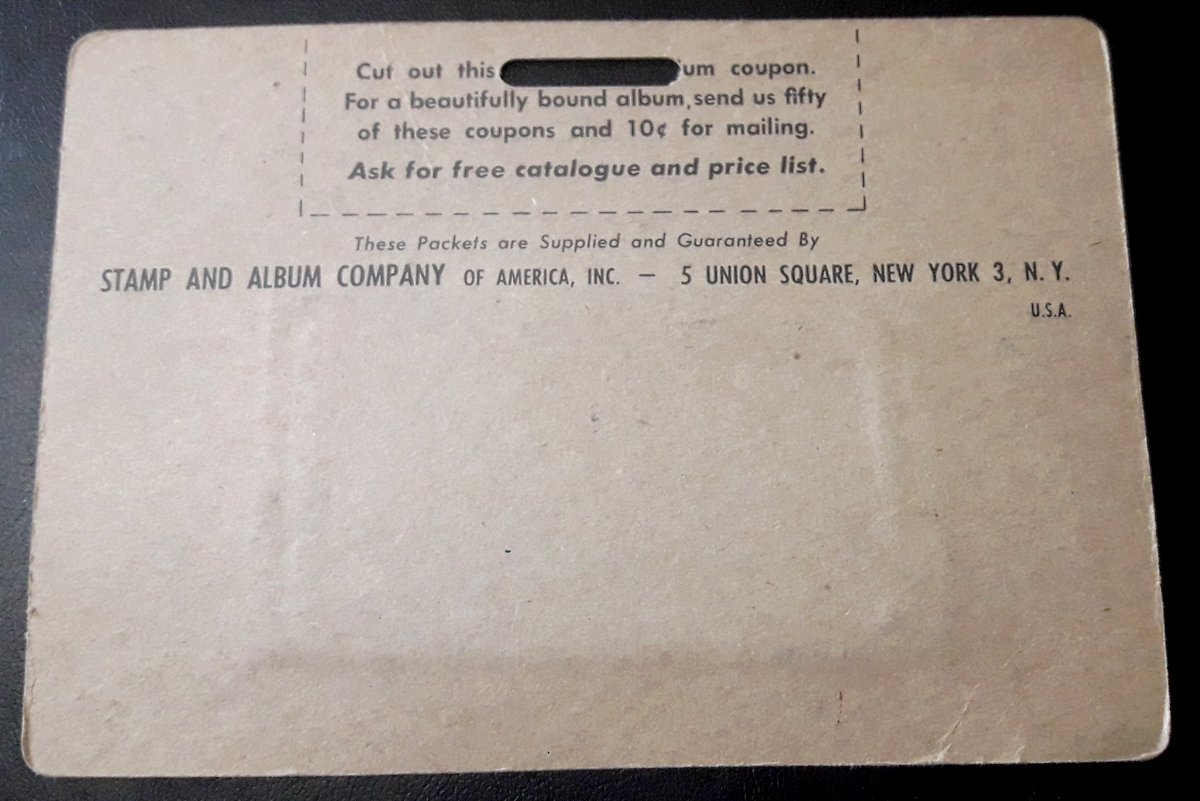 Cut out this um coupon.
For a beautifully bound album, send us fifty
of these coupons and 10¢ for mailing.
Ask for free catalogue and price list.
These Packets are Supplied and Guaranteed By
STAMP AND ALBUM COMPANY OF AMERICA, INC. — 5 UNION SQUARE, NEW YORK 3, N. Y.
U.S.A.